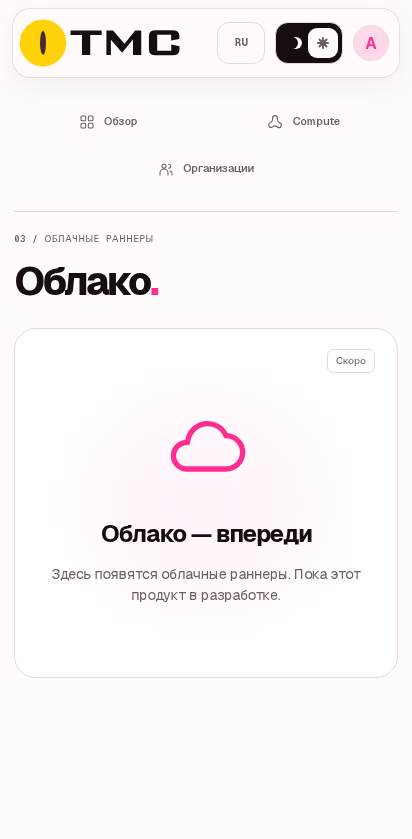 TMC
RU
A
Обзор
Compute
Организации
03 / ОБЛАЧНЫЕ РАННЕРЫ
Облако.
Скоро
Облако — впереди
Здесь появятся облачные раннеры. Пока этот
продукт в разработке.